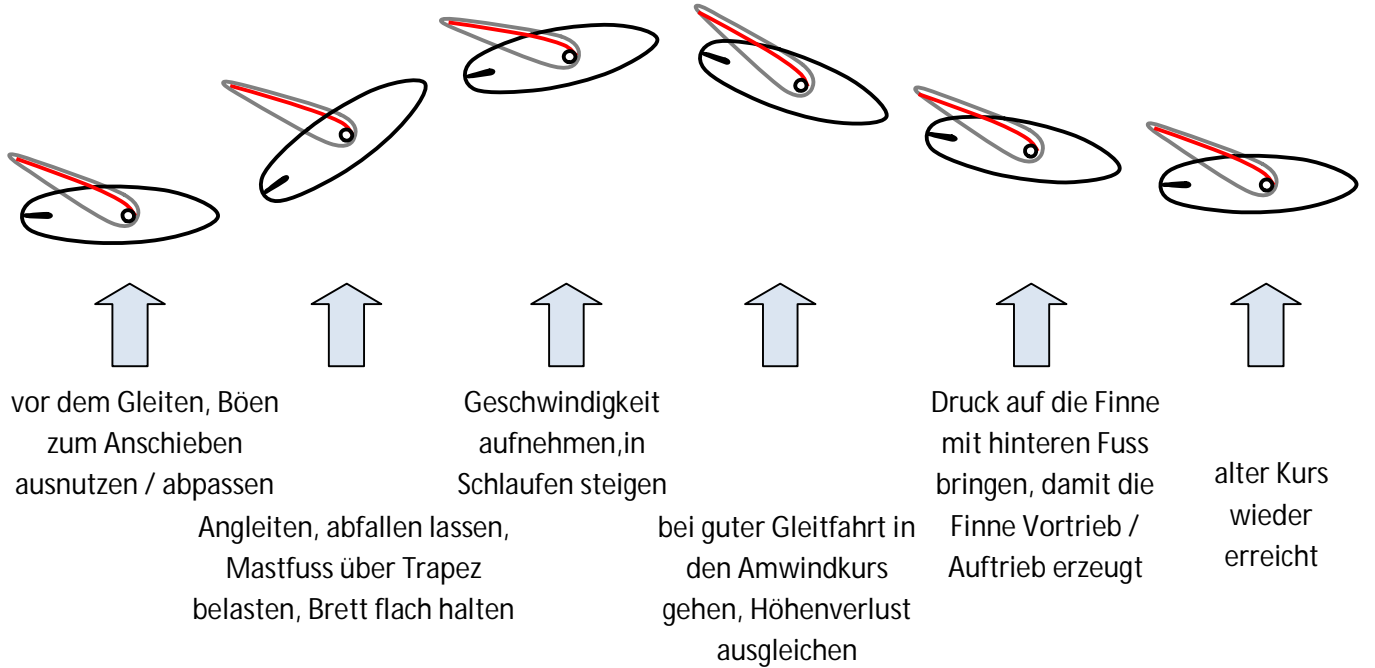 vor dem Gleiten, Böen
zum Anschieben
ausnutzen / abpassen
Angleiten, abfallen lassen,
Mastfuss über Trapez
belasten, Brett flach halten
Geschwindigkeit
aufnehmen,in
Schlaufen steigen
bei guter Gleitfahrt in
den Amwindkurs
gehen, Höhenverlust
ausgleichen
Druck auf die Finne
mit hinteren Fuss
bringen, damit die
Finne Vortrieb /
Auftrieb erzeugt
alter Kurs
wieder
erreicht